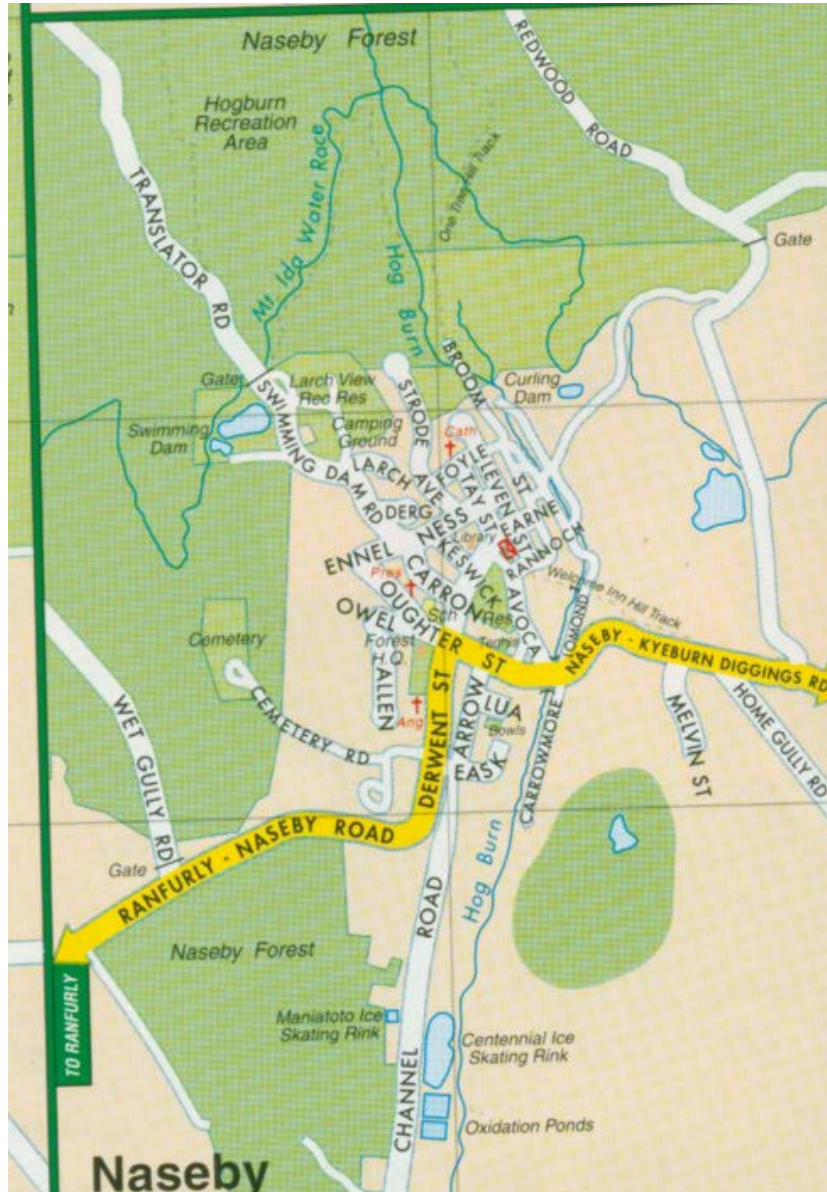 Naseby Forest
REDWOOD ROAD
Hogburn
Recreation
Area
TRANSLATOR RD
Mt Ida Water Race
Hog Burn
One Tree Hill Track
Gate
Gate
Larch View
Rec Res
Swimming
Dam
SWIMMING DAM RD
Camping
Ground
STRODE
BROOM ST
Curling
Dam
Cath
LARCH AVE
FOYLE
LEVEN ST
TAY ST
DERG
NESS
EARNE
Library
KESWICK
RANNOCH
ENNEL
CARRON
Pres
OUGHTER ST
OWEL
Sch
Res
AVOCA
Tennis
Welcome Inn Hill Track
LOMOND
NASEBY - KYEBURN DIGGINGS RD
Cemetery
Forest
H.Q.
ALLEN
Ang
DERWENT ST
ARROW
LUA
Bowls
EASK
CARROWMORE
MELVIN ST
HOME GULLY RD
CEMETERY RD
WET GULLY RD
Gate
RANFURLY - NASEBY ROAD
Hog Burn
Naseby Forest
TO RANFURLY
Maniatoto Ice
Skating Rink
CHANNEL ROAD
Centennial Ice
Skating Rink
Oxidation Ponds
Naseby